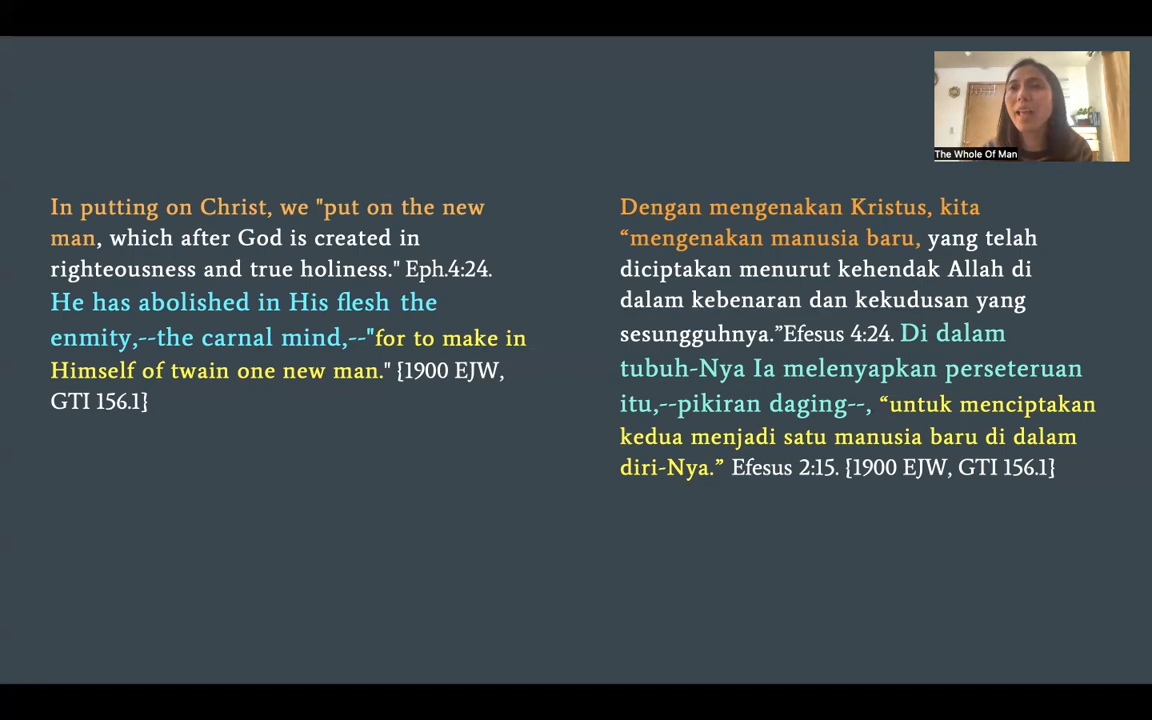 The Whole Of Man
In putting on Christ, we "put on the new
man, which after God is created in
righteousness and true holiness." Eph.4:24.
He has abolished in His flesh the
enmity,--the carnal mind,--"for to make in
Himself of twain one new man." {1900 EJW,
GTI 156.1}
Dengan mengenakan Kristus, kita
“mengenakan manusia baru, yang telah
diciptakan menurut kehendak Allah di
dalam kebenaran dan kekudusan yang
sesungguhnya.”Efesus 4:24. Di dalam
tubuh-Nya Ia melenyapkan perseteruan
itu,--pikiran daging--, “untuk menciptakan
kedua menjadi satu manusia baru di dalam
diri-Nya.” Efesus 2:15. {1900 EJW, GTI 156.1}